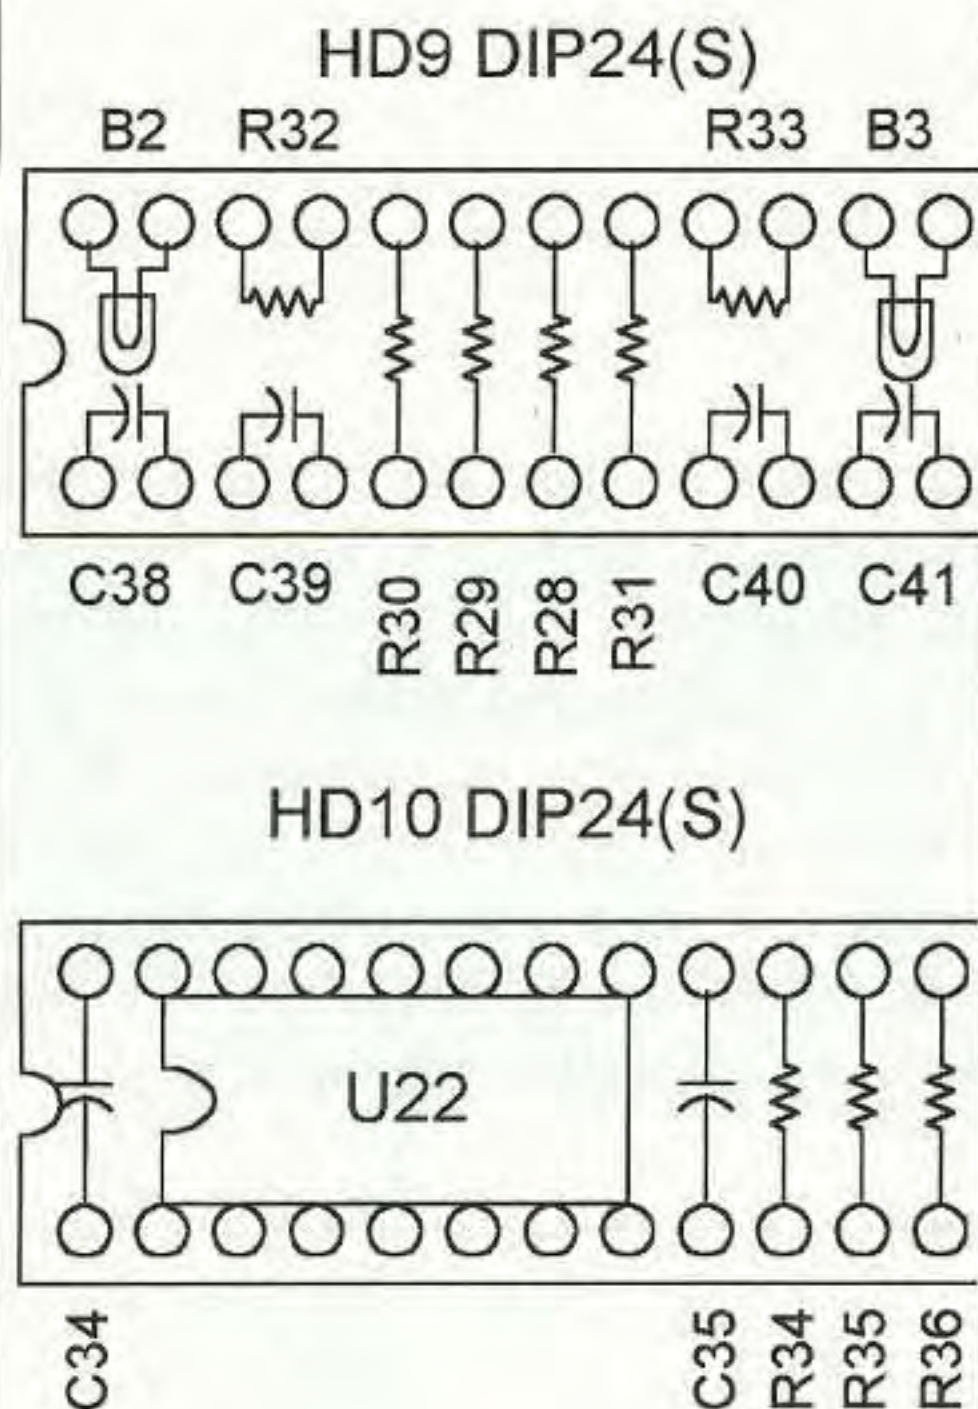 HD9 DIP24(S)
B2 R32 R33 B3
C38 C39 R30 R29 R28 R31 C40 C41
HD10 DIP24(S)
U22
C34 C35 R34 R35 R36